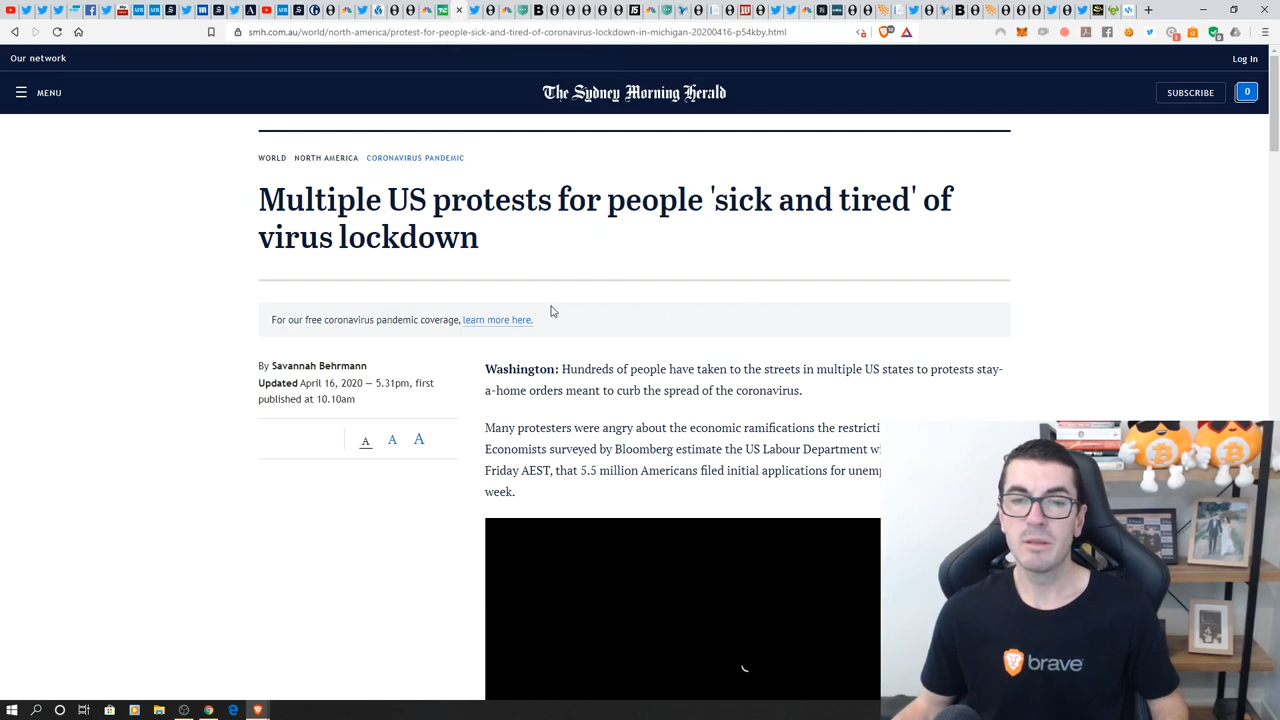 smh.com.au/world/north-america/protest-for-people-sick-and-tired-of-coronavirus-lockdown-in-michigan-20200416-p54kby.html
Our network
Log In
MENU
The Sydney Morning Herald
SUBSCRIBE
0
WORLD NORTH AMERICA CORONAVIRUS PANDEMIC
Multiple US protests for people 'sick and tired' of
virus lockdown
For our free coronavirus pandemic coverage, learn more here.
By Savannah Behrmann
Updated April 16, 2020 — 5.31pm, first
published at 10.10am
A A A
Washington: Hundreds of people have taken to the streets in multiple US states to protests stay-
a-home orders meant to curb the spread of the coronavirus.
Many protesters were angry about the economic ramifications the restricti
Economists surveyed by Bloomberg estimate the US Labour Department wi
Friday AEST, that 5.5 million Americans filed initial applications for unemp
week.
brave